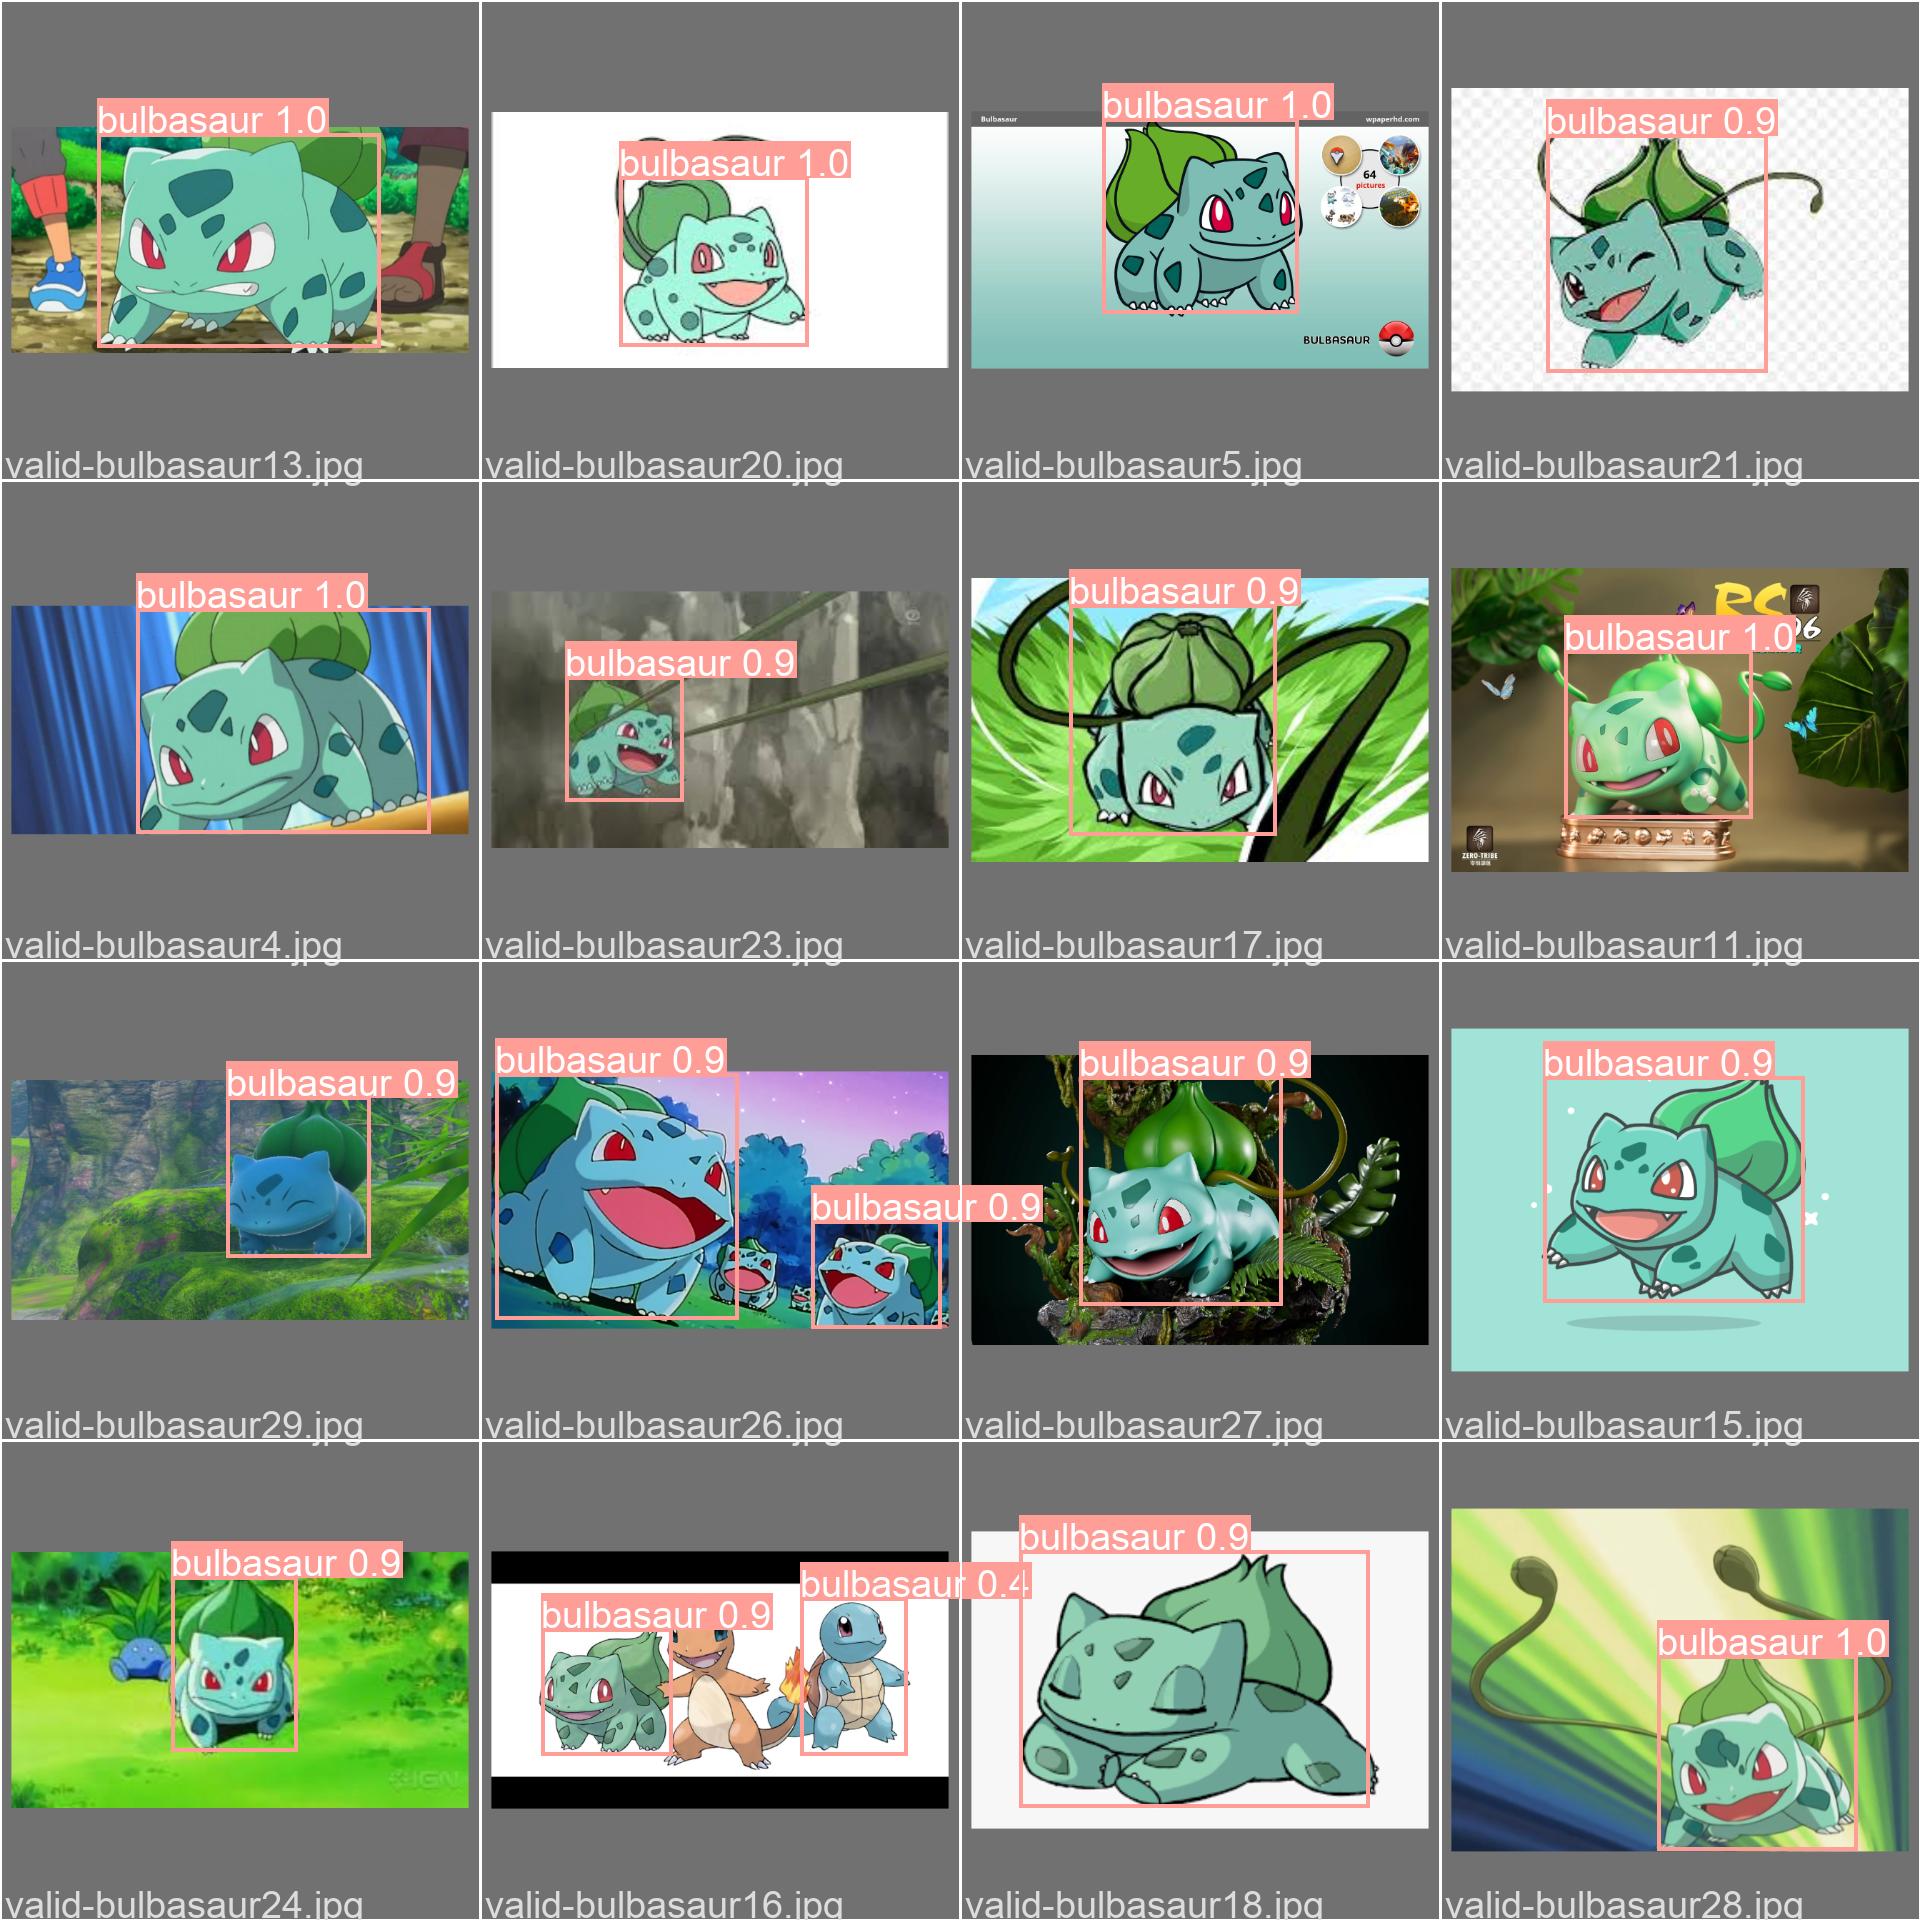 bulbasaur 1.0
valid-bulbasaur13.jpg
bulbasaur 1.0
valid-bulbasaur20.jpg
bulbasaur 1.0
Bulbasaur
wpaperhd.com
64
pictures
BULBASAUR
valid-bulbasaur5.jpg
bulbasaur 0.9
valid-bulbasaur21.jpg
bulbasaur 1.0
valid-bulbasaur4.jpg
bulbasaur 0.9
valid-bulbasaur23.jpg
bulbasaur 0.9
valid-bulbasaur17.jpg
RS
bulbasaur 1.0
ZERO-TRIBE
valid-bulbasaur11.jpg
bulbasaur 0.9
valid-bulbasaur29.jpg
bulbasaur 0.9
bulbasaur 0.9
valid-bulbasaur26.jpg
bulbasaur 0.9
valid-bulbasaur27.jpg
bulbasaur 0.9
valid-bulbasaur15.jpg
bulbasaur 0.9
IGN
valid-bulbasaur24.jpg
bulbasaur 0.4
bulbasaur 0.9
valid-bulbasaur16.jpg
bulbasaur 0.9
valid-bulbasaur18.jpg
bulbasaur 1.0
valid-bulbasaur28.jpg